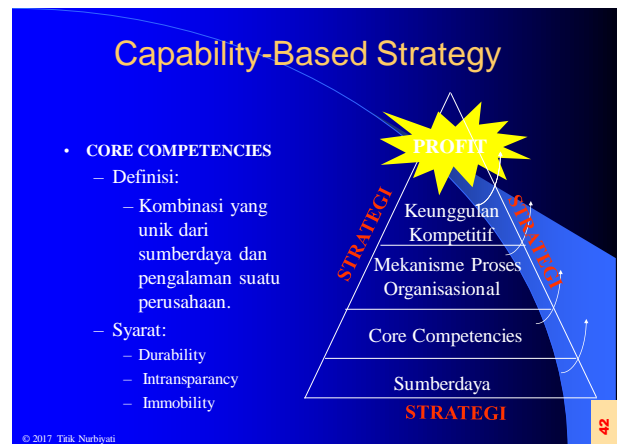 Capability-Based Strategy
• CORE COMPETENCIES
– Definisi:
– Kombinasi yang
unik dari
sumberdaya dan
pengalaman suatu
perusahaan.
– Syarat:
– Durability
– Intransparancy
– Immobility
PROFIT
STRATEGI
STRATEGI
Keunggulan
Kompetitif
Mekanisme Proses
Organisasional
Core Competencies
Sumberdaya
STRATEGI
42
© 2017 Titik Nurbiyati